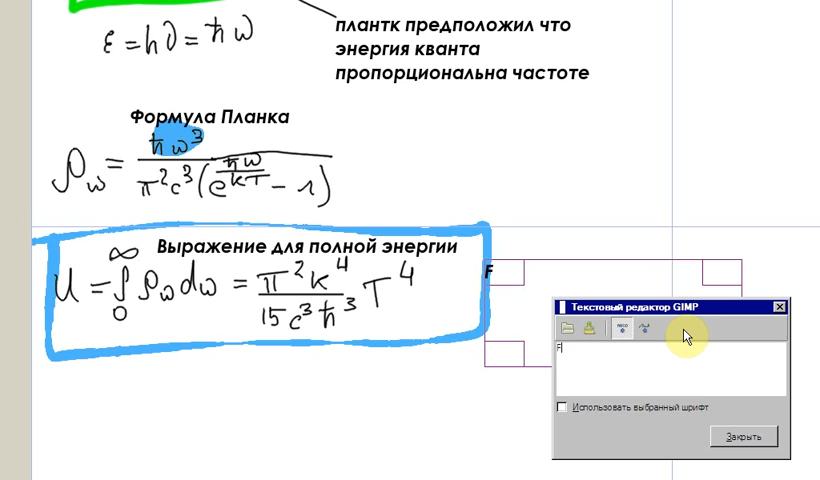 плантк предположил что
энергия кванта
пропорциональна частоте
ε = hν = ħω
Формула Планка
ρω = ħω³ / π²c³(e^(ħω/kT) - 1)
Выражение для полной энергии
U = ∫₀^∞ ρω dω = π²k⁴ / 15c³ħ³ T⁴
F
Текстовый редактор GIMP
F
Использовать выбранный шрифт
Закрыть